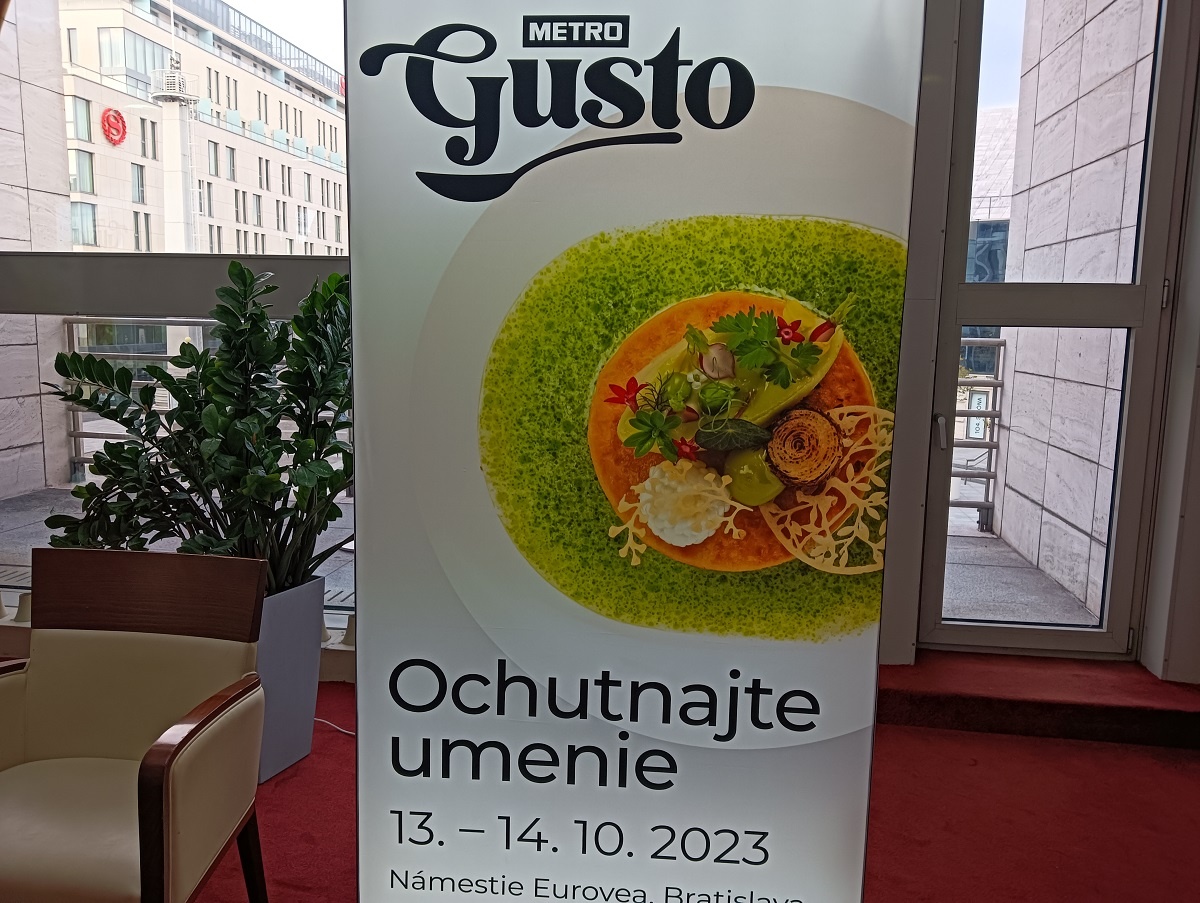 METRO
Gusto
Ochutnajte
umenie
13. – 14. 10. 2023
Námestie Eurovea, Bratislava